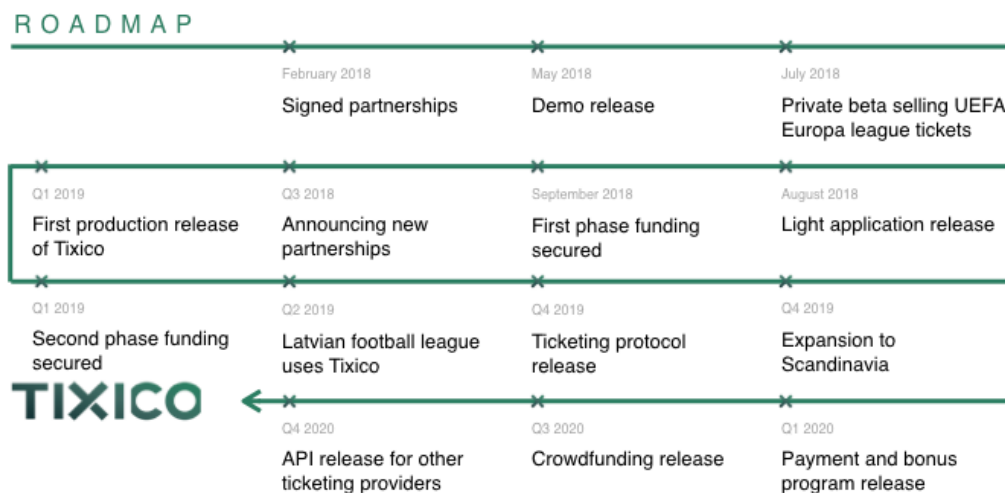 ROADMAP
February 2018
Signed partnerships
May 2018
Demo release
July 2018
Private beta selling UEFA
Europa league tickets
Q1 2019
First production release
of Tixico
Q3 2018
Announcing new
partnerships
September 2018
First phase funding
secured
August 2018
Light application release
Q1 2019
Second phase funding
secured
Q2 2019
Latvian football league
uses Tixico
Q4 2019
Ticketing protocol
release
Q4 2019
Expansion to
Scandinavia
TIXICO
Q4 2020
API release for other
ticketing providers
Q3 2020
Crowdfunding release
Q1 2020
Payment and bonus
program release